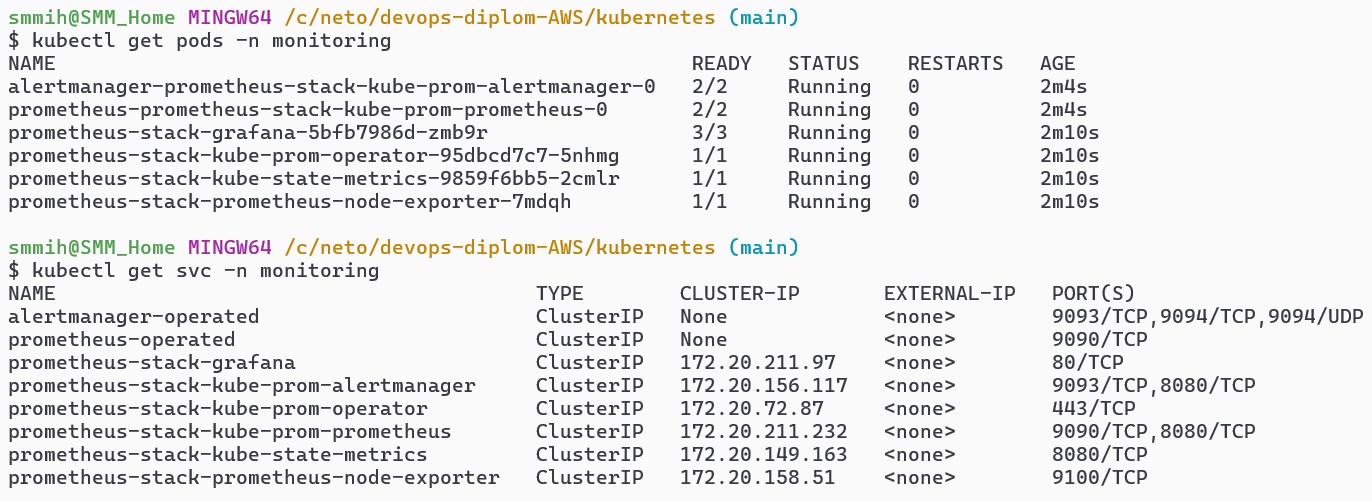 smmih@SMM_Home MINGW64 /c/neto/devops-diplom-AWS/kubernetes (main)
$ kubectl get pods -n monitoring
NAME READY STATUS RESTARTS AGE
alertmanager-prometheus-stack-kube-prom-alertmanager-0 2/2 Running 0 2m4s
prometheus-prometheus-stack-kube-prom-prometheus-0 2/2 Running 0 2m4s
prometheus-stack-grafana-5bfb7986d-zmb9r 3/3 Running 0 2m10s
prometheus-stack-kube-prom-operator-95dbcd7c7-5nhmg 1/1 Running 0 2m10s
prometheus-stack-kube-state-metrics-9859f6bb5-2cmlr 1/1 Running 0 2m10s
prometheus-stack-prometheus-node-exporter-7mdqh 1/1 Running 0 2m10s
smmih@SMM_Home MINGW64 /c/neto/devops-diplom-AWS/kubernetes (main)
$ kubectl get svc -n monitoring
NAME TYPE CLUSTER-IP EXTERNAL-IP PORT(S)
alertmanager-operated ClusterIP None <none> 9093/TCP,9094/TCP,9094/UDP
prometheus-operated ClusterIP None <none> 9090/TCP
prometheus-stack-grafana ClusterIP 172.20.211.97 <none> 80/TCP
prometheus-stack-kube-prom-alertmanager ClusterIP 172.20.156.117 <none> 9093/TCP,8080/TCP
prometheus-stack-kube-prom-operator ClusterIP 172.20.72.87 <none> 443/TCP
prometheus-stack-kube-prom-prometheus ClusterIP 172.20.211.232 <none> 9090/TCP,8080/TCP
prometheus-stack-kube-state-metrics ClusterIP 172.20.149.163 <none> 8080/TCP
prometheus-stack-prometheus-node-exporter ClusterIP 172.20.158.51 <none> 9100/TCP